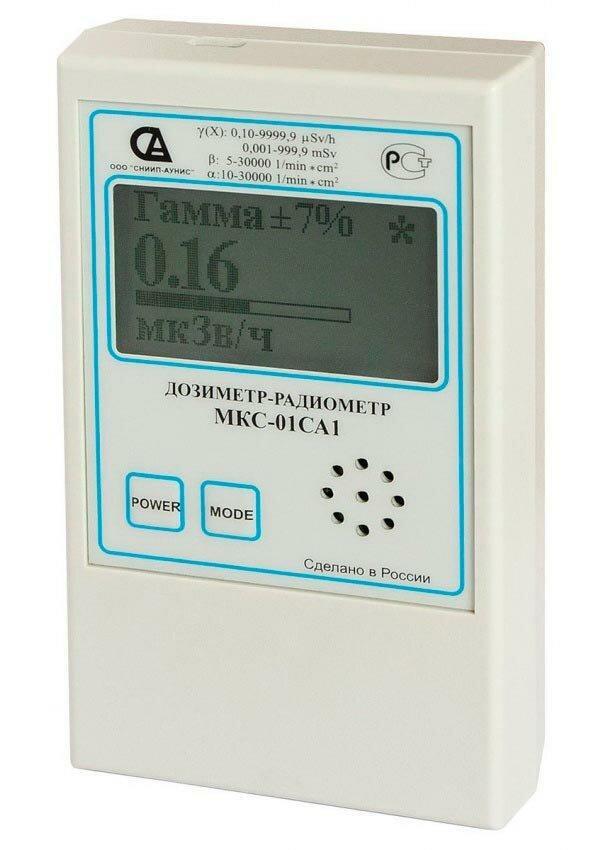 СА
ООО "СНИИП-АУНИС"
γ(X): 0,10-9999,9 µSv/h
0,001-999,9 mSv
β: 5-30000 1/min*cm²
α:10-30000 1/min*cm²
РСТ
Гамма±7% *
0.16
мкЗв/ч
ДОЗИМЕТР-РАДИОМЕТР
МКС-01СА1
POWER
MODE
Сделано в России